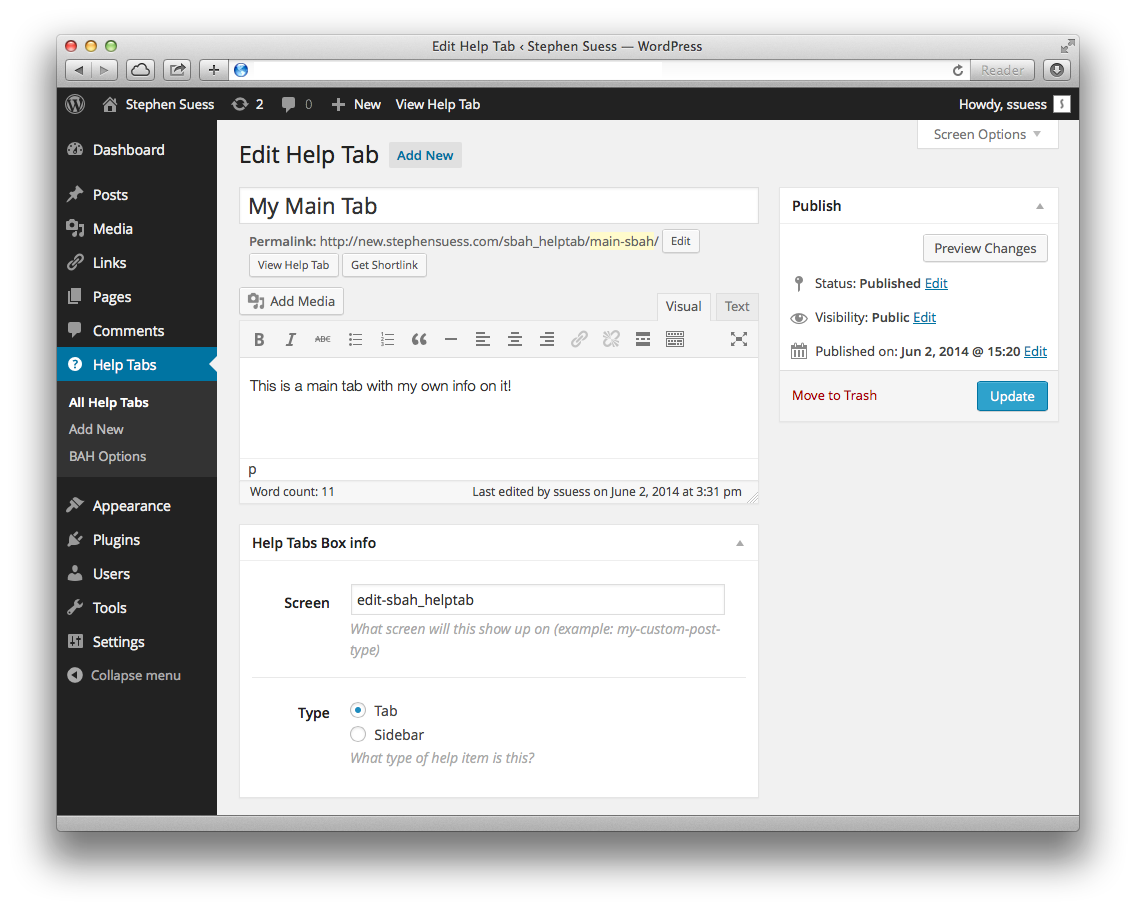 Edit Help Tab ‹ Stephen Suess — WordPress
Reader
Stephen Suess 2 0 New View Help Tab Howdy, ssuess
Screen Options
Dashboard
Posts
Media
Links
Pages
Comments
Help Tabs
All Help Tabs
Add New
BAH Options
Appearance
Plugins
Users
Tools
Settings
Collapse menu
Edit Help Tab Add New
My Main Tab
Permalink: http://new.stephensuess.com/sbah_helptab/main-sbah/ Edit
View Help Tab Get Shortlink
Add Media
Visual Text
B I ABC
This is a main tab with my own info on it!
p
Word count: 11 Last edited by ssuess on June 2, 2014 at 3:31 pm
Help Tabs Box info
Screen edit-sbah_helptab
What screen will this show up on (example: my-custom-post-
type)
Type Tab
Sidebar
What type of help item is this?
Publish
Preview Changes
Status: Published Edit
Visibility: Public Edit
Published on: Jun 2, 2014 @ 15:20 Edit
Move to Trash Update